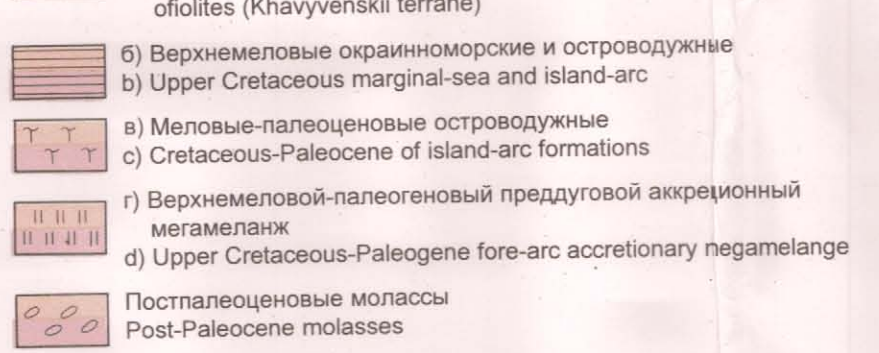 ofiolites (Khavyvenskii terrane)
б) Верхнемеловые окраинноморские и островодужные
b) Upper Cretaceous marginal-sea and island-arc
в) Меловые-палеоценовые островодужные
c) Cretaceous-Paleocene of island-arc formations
г) Верхнемеловой-палеогеновый преддуговой аккреционный
мегамеланж
d) Upper Cretaceous-Paleogene fore-arc accretionary negamelange
Постпалеоценовые молассы
Post-Paleocene molasses